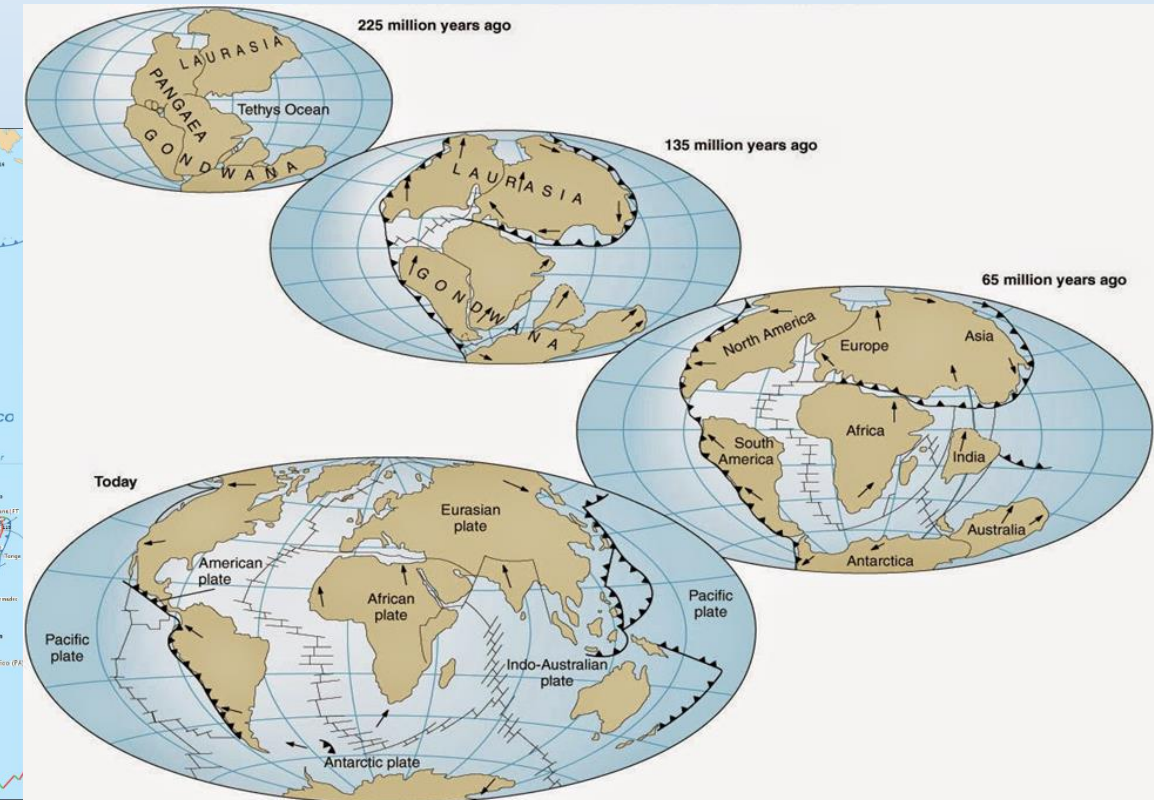 225 million years ago
LAURASIA
PANGAEA
Tethys Ocean
GONDWANA
135 million years ago
LAURASIA
GONDWANA
65 million years ago
North America
Europe
Asia
Africa
South
America
India
Australia
Antarctica
Today
Eurasian
plate
American
plate
African
plate
Pacific
plate
Pacific
plate
Indo-Australian
plate
Antarctic plate